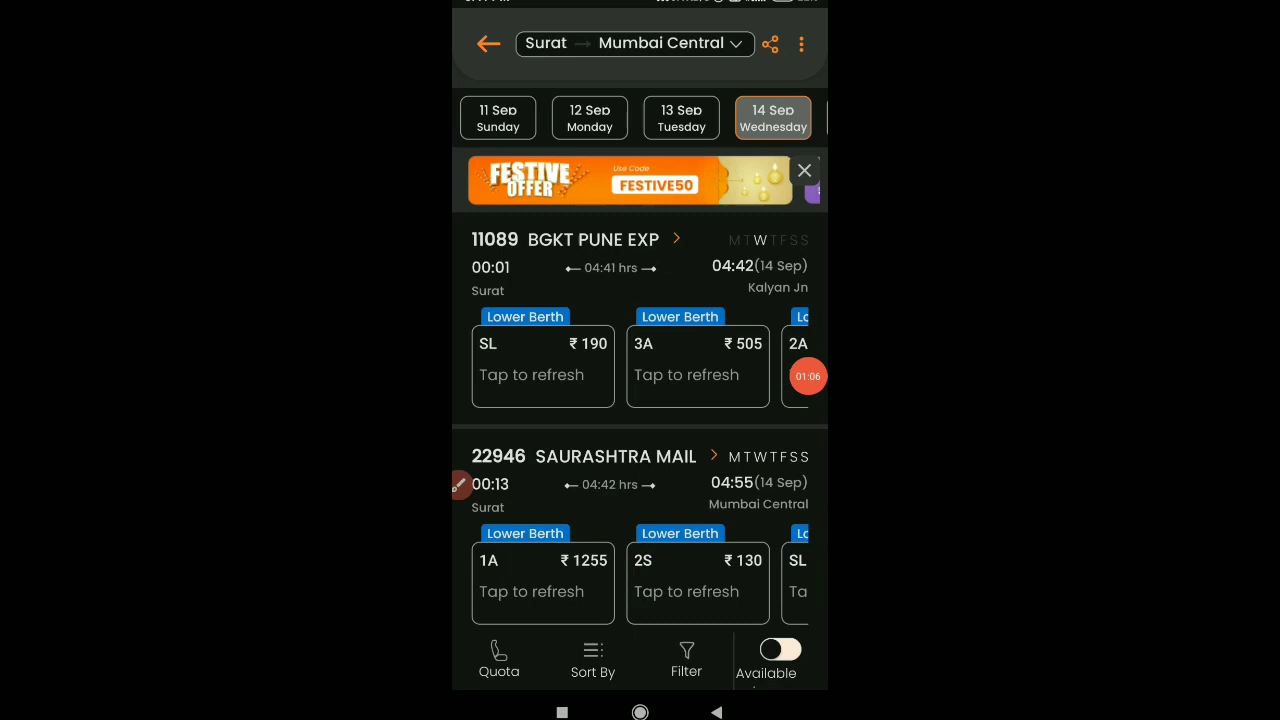 Surat → Mumbai Central
11 Sep
Sunday
12 Sep
Monday
13 Sep
Tuesday
14 Sep
Wednesday
FESTIVE
OFFER
Use Code
FESTIVE50
11089 BGKT PUNE EXP
M T W T F S S
00:01
04:41 hrs
04:42(14 Sep)
Surat
Kalyan Jn
Lower Berth
SL ₹ 190
Tap to refresh
Lower Berth
3A ₹ 505
Tap to refresh
2A
01:06
22946 SAURASHTRA MAIL
M T W T F S S
00:13
04:42 hrs
04:55(14 Sep)
Surat
Mumbai Central
Lower Berth
1A ₹ 1255
Tap to refresh
Lower Berth
2S ₹ 130
Tap to refresh
SL
Quota
Sort By
Filter
Available